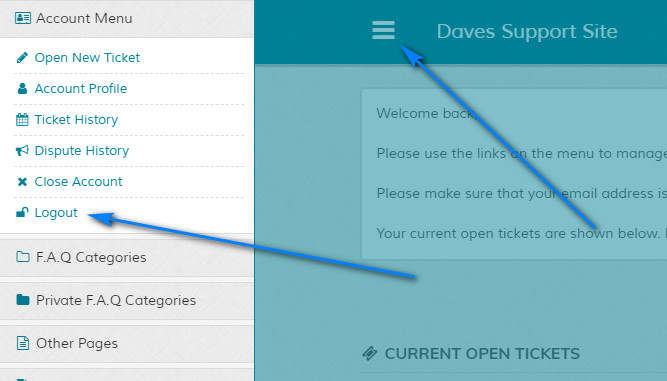 Account Menu
Open New Ticket
Account Profile
Ticket History
Dispute History
Close Account
Logout
F.A.Q Categories
Private F.A.Q Categories
Other Pages
Daves Support Site
Welcome back,
Please use the links on the menu to manage
Please make sure that your email address is
Your current open tickets are shown below.
CURRENT OPEN TICKETS